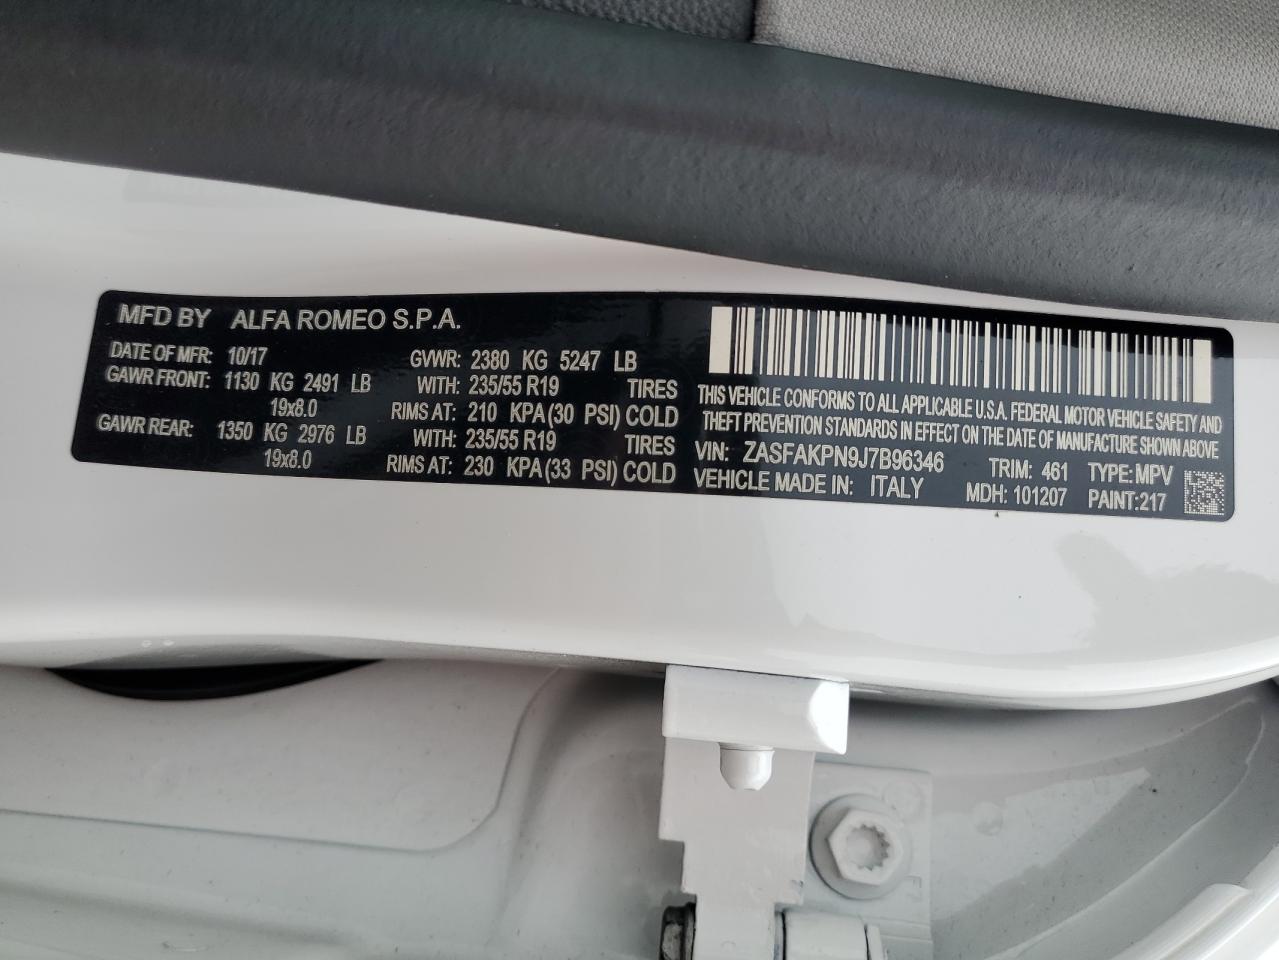 MFD BY ALFA ROMEO S.P.A.
DATE OF MFR: 10/17 GVWR: 2380 KG 5247 LB
GAWR FRONT: 1130 KG 2491 LB WITH: 235/55 R19 TIRES
19x8.0 RIMS AT: 210 KPA(30 PSI) COLD
GAWR REAR: 1350 KG 2976 LB WITH: 235/55 R19 TIRES
19x8.0 RIMS AT: 230 KPA (33 PSI) COLD
THIS VEHICLE CONFORMS TO ALL APPLICABLE U.S.A. FEDERAL MOTOR VEHICLE SAFETY AND
THEFT PREVENTION STANDARDS IN EFFECT ON THE DATE OF MANUFACTURE SHOWN ABOVE
VIN: ZASFAKPN9J7B96346 TRIM: 461 TYPE: MPV
VEHICLE MADE IN: ITALY MDH: 101207 PAINT:217